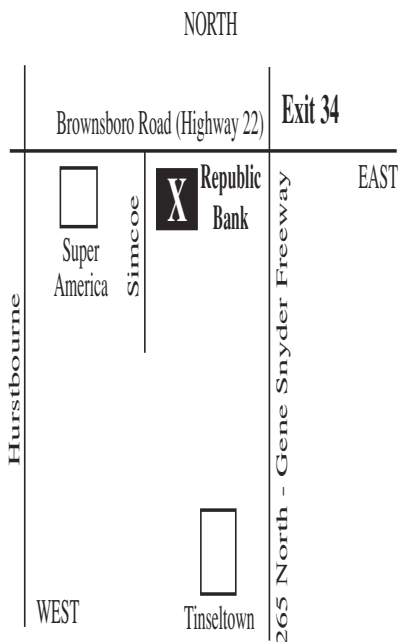 NORTH
Brownsboro Road (Highway 22)
Exit 34
EAST
X
Republic
Bank
Super
America
Simcoe
Hurstbourne
265 North - Gene Snyder Freeway
WEST
Tinseltown